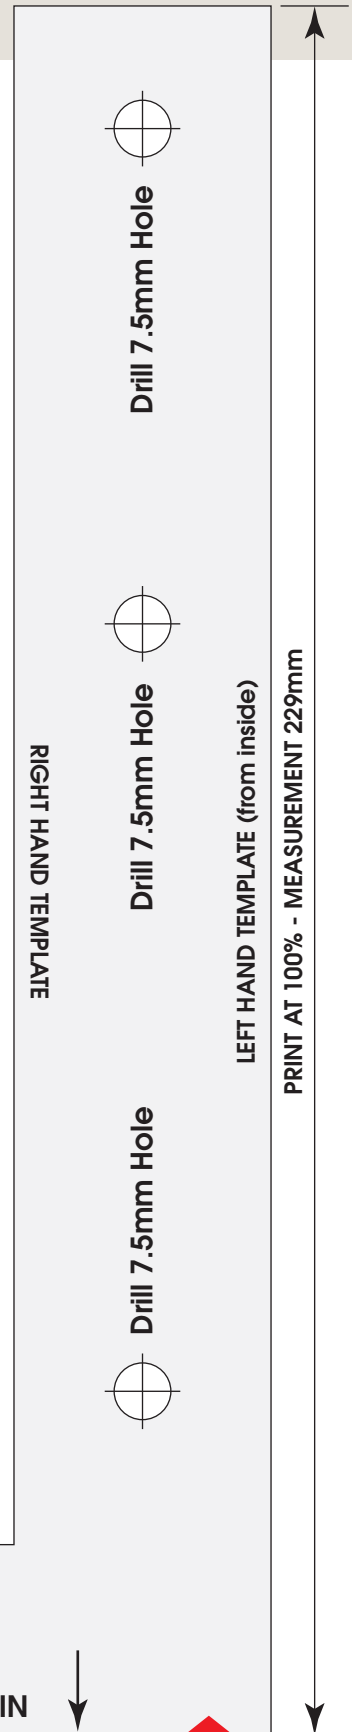 Drill 7.5mm Hole
Drill 7.5mm Hole
RIGHT HAND TEMPLATE
LEFT HAND TEMPLATE (from inside)
PRINT AT 100% - MEASUREMENT 229mm
Drill 7.5mm Hole
IN